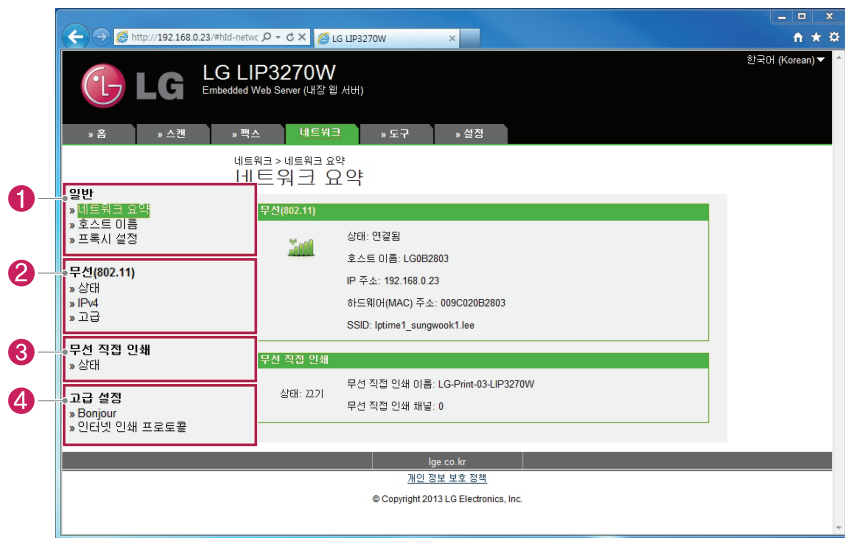 http://192.168.0.23/#hId-netwc
LG LIP3270W
한국어 (Korean)
LG
LG LIP3270W
Embedded Web Server (내장 웹 서버)
» 홈
» 스캔
» 팩스
네트워크
» 도구
» 설정
네트워크 > 네트워크 요약
네트워크 요약
1
일반
» 네트워크 요약
» 호스트 이름
» 프록시 설정
2
무선(802.11)
» 상태
» IPv4
» 고급
3
무선 직접 인쇄
» 상태
4
고급 설정
» Bonjour
» 인터넷 인쇄 프로토콜
무선(802.11)
상태: 연결됨
호스트 이름: LG0B2803
IP 주소: 192.168.0.23
하드웨어(MAC) 주소: 009C020B2803
SSID: Iptime1_sungwook1.lee
무선 직접 인쇄
상태: 끄기
무선 직접 인쇄 이름: LG-Print-03-LIP3270W
무선 직접 인쇄 채널: 0
lge.co.kr
개인 정보 보호 정책
© Copyright 2013 LG Electronics, Inc.